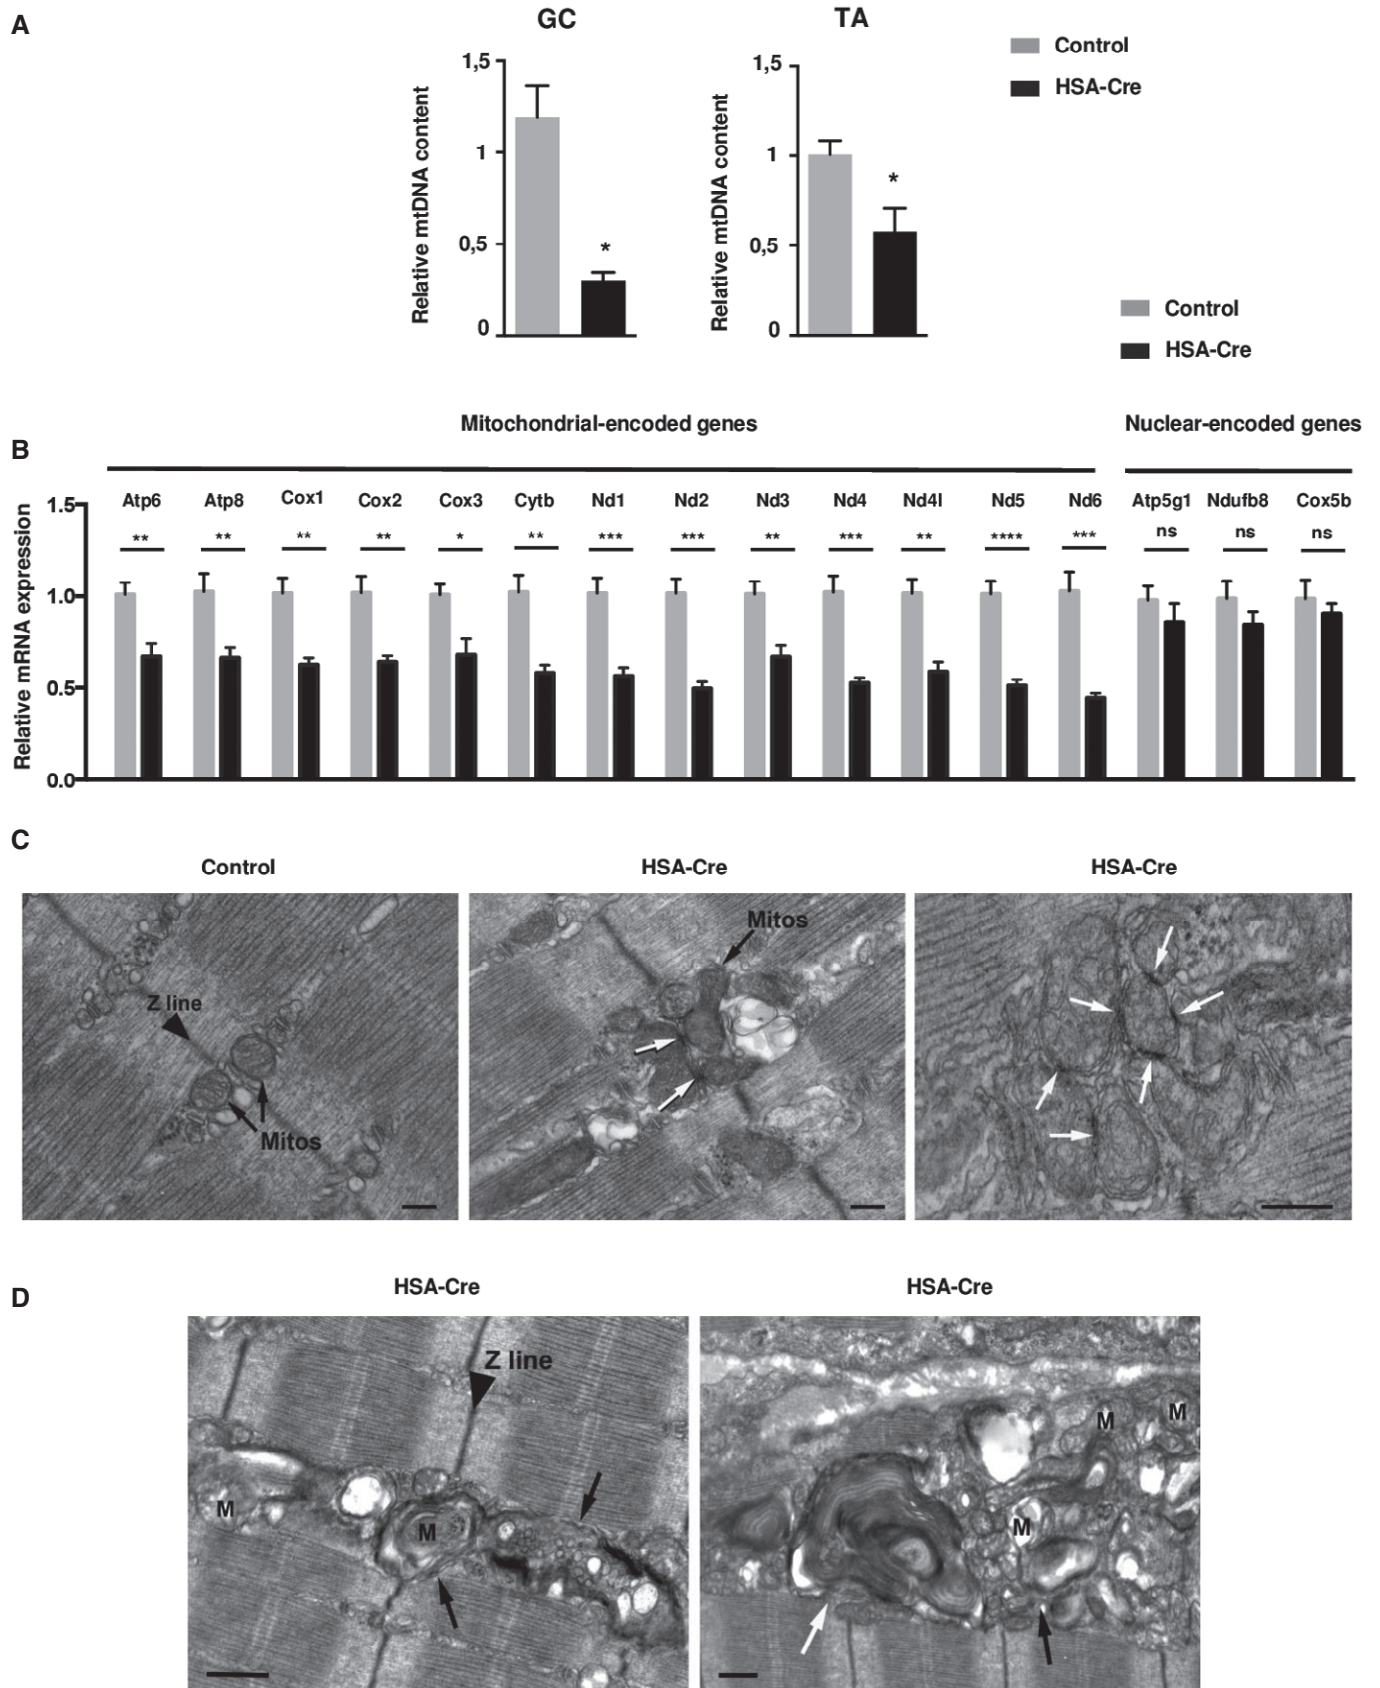 A
GC
TA
Control
HSA-Cre
1,5
1
0,5
0
Relative mtDNA content
*
1,5
1
0,5
0
Relative mtDNA content
*
Control
HSA-Cre
B
Mitochondrial-encoded genes
Nuclear-encoded genes
Atp6 Atp8 Cox1 Cox2 Cox3 Cytb Nd1 Nd2 Nd3 Nd4 Nd4l Nd5 Nd6 Atp5g1 Ndufb8 Cox5b
** ** ** ** * ** *** *** ** *** ** **** *** ns ns ns
1.5
1.0
0.5
0.0
Relative mRNA expression
C
Control
HSA-Cre
HSA-Cre
Z line
Mitos
Mitos
D
HSA-Cre
HSA-Cre
Z line
M
M
M
M
M